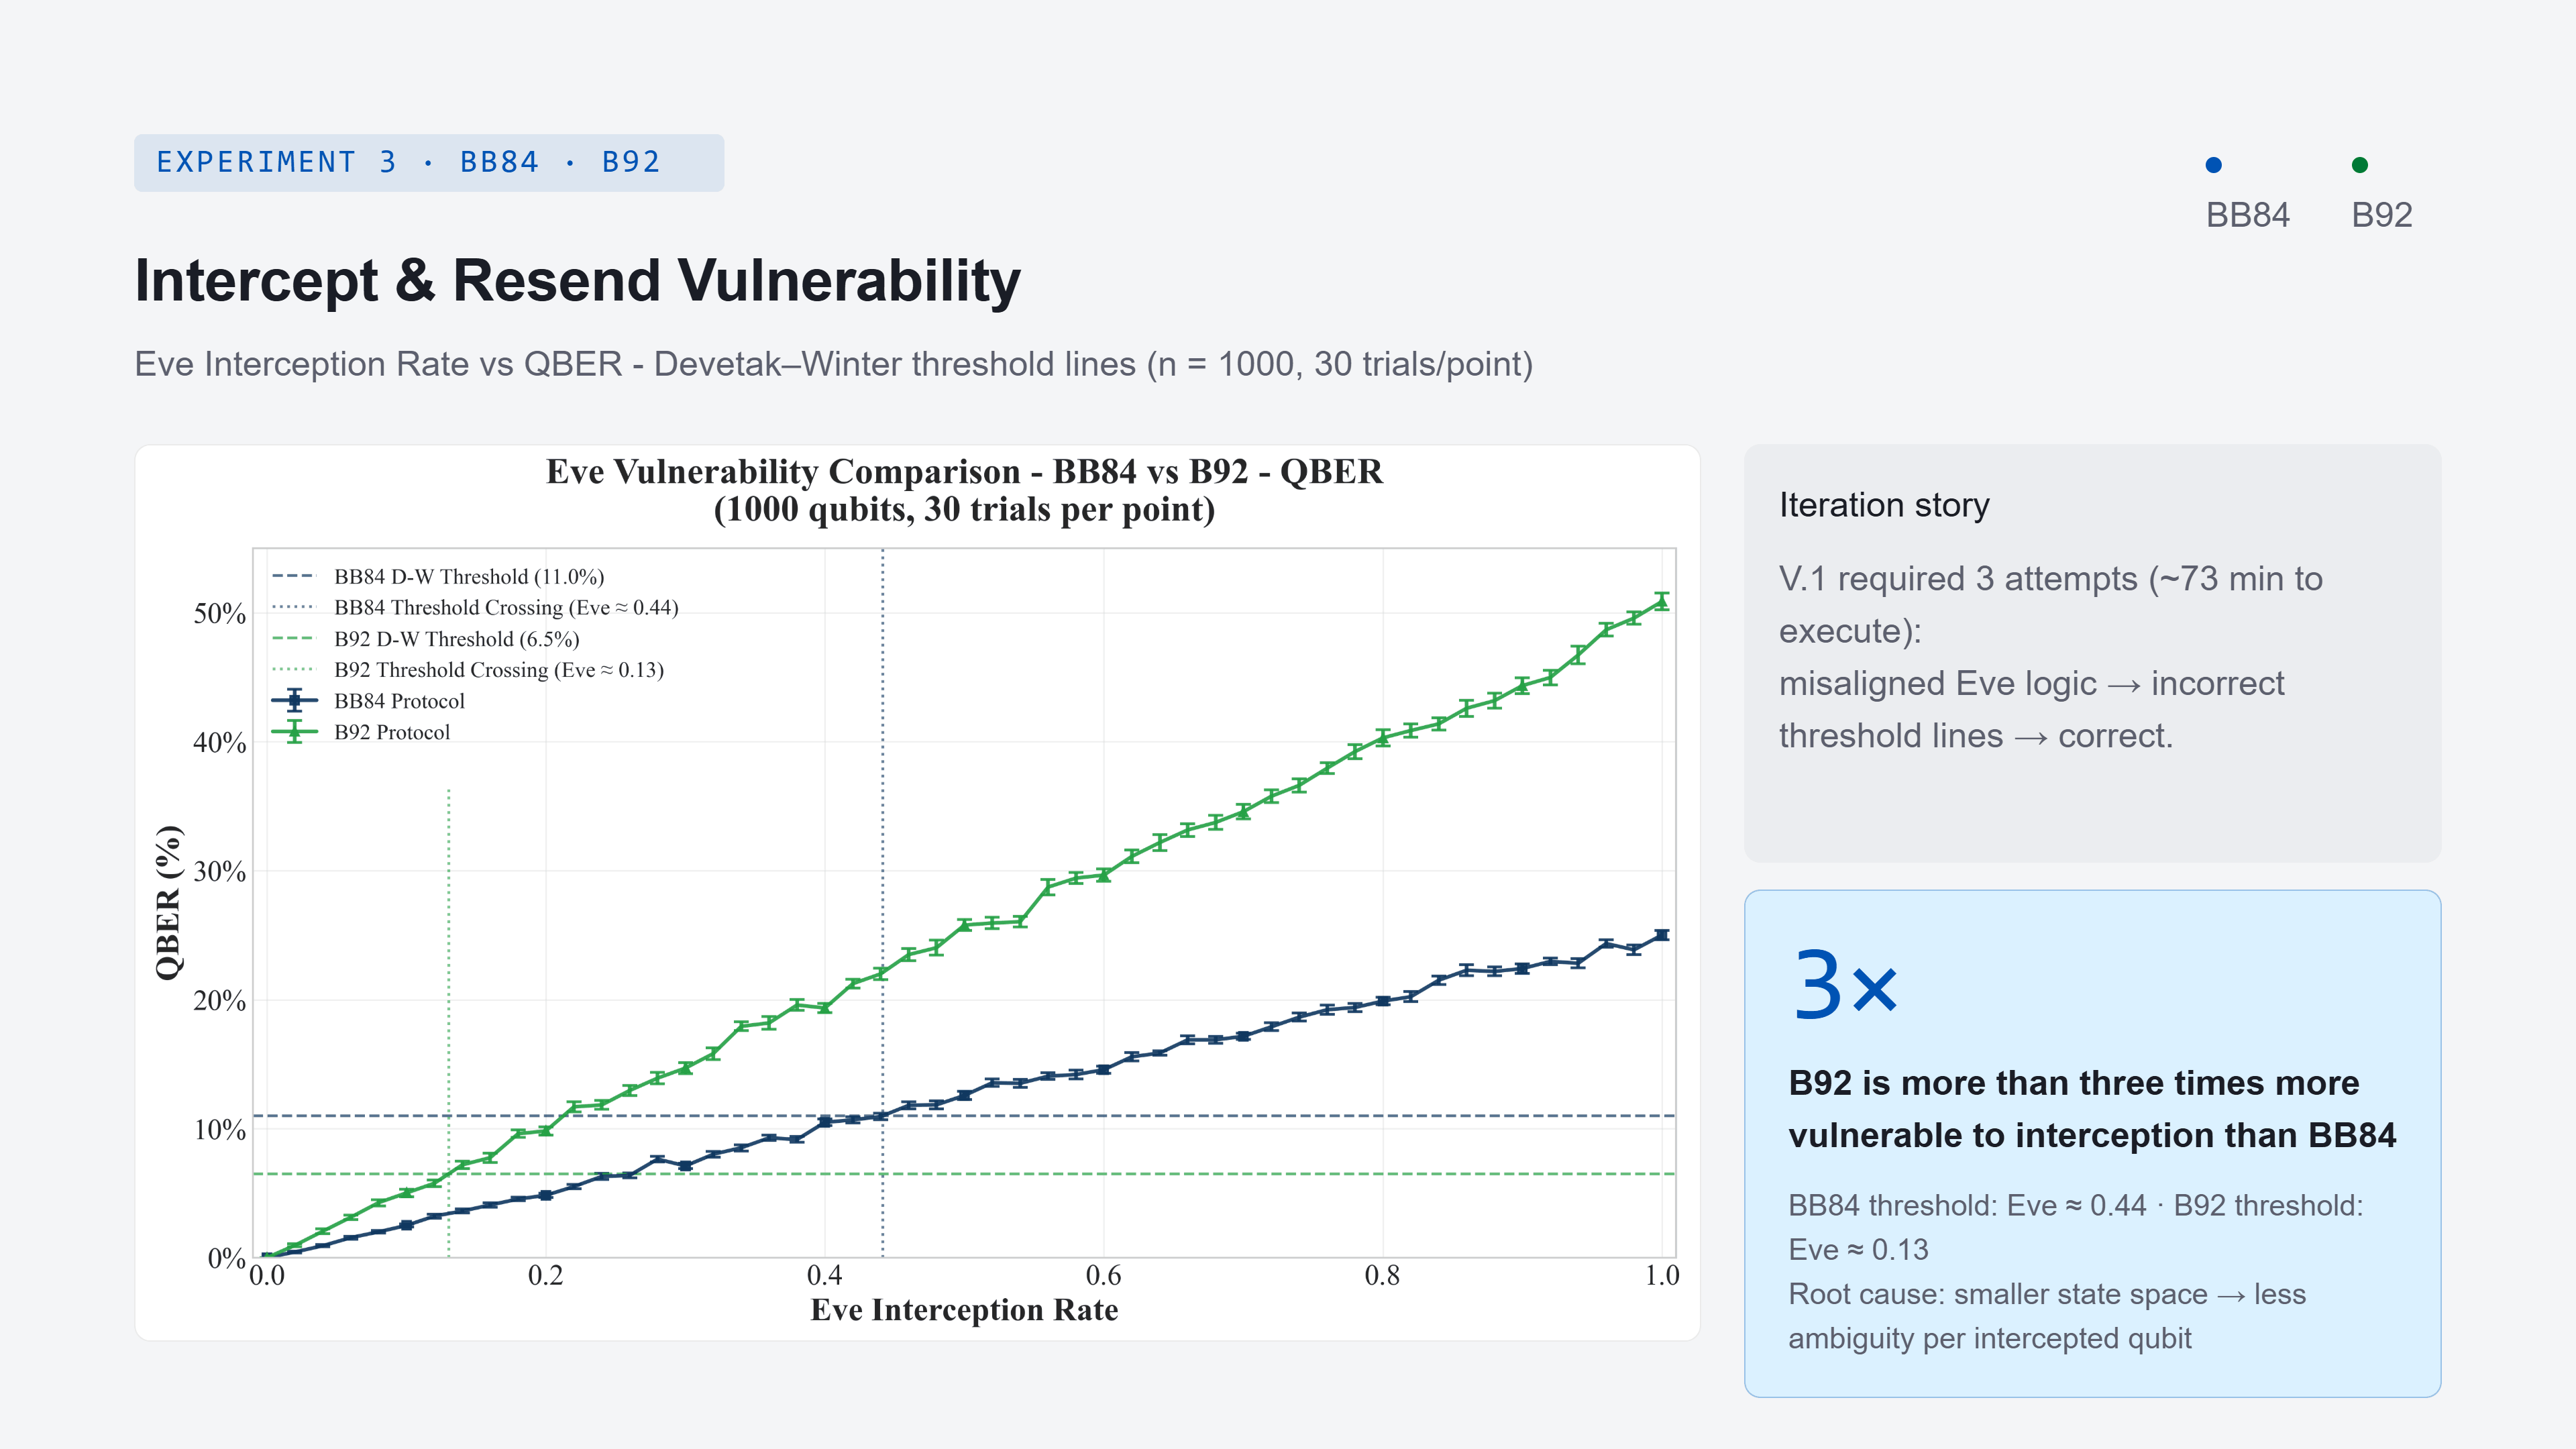 EXPERIMENT 3 · BB84 · B92
BB84
B92
Intercept & Resend Vulnerability
Eve Interception Rate vs QBER - Devetak–Winter threshold lines (n = 1000, 30 trials/point)
Eve Vulnerability Comparison - BB84 vs B92 - QBER
(1000 qubits, 30 trials per point)
BB84 D-W Threshold (11.0%)
BB84 Threshold Crossing (Eve ≈ 0.44)
B92 D-W Threshold (6.5%)
B92 Threshold Crossing (Eve ≈ 0.13)
BB84 Protocol
B92 Protocol
QBER (%)
50%
40%
30%
20%
10%
0%
0.0
0.2
0.4
0.6
0.8
1.0
Eve Interception Rate
Iteration story
V.1 required 3 attempts (~73 min to
execute):
misaligned Eve logic → incorrect
threshold lines → correct.
3×
B92 is more than three times more
vulnerable to interception than BB84
BB84 threshold: Eve ≈ 0.44 · B92 threshold:
Eve ≈ 0.13
Root cause: smaller state space → less
ambiguity per intercepted qubit